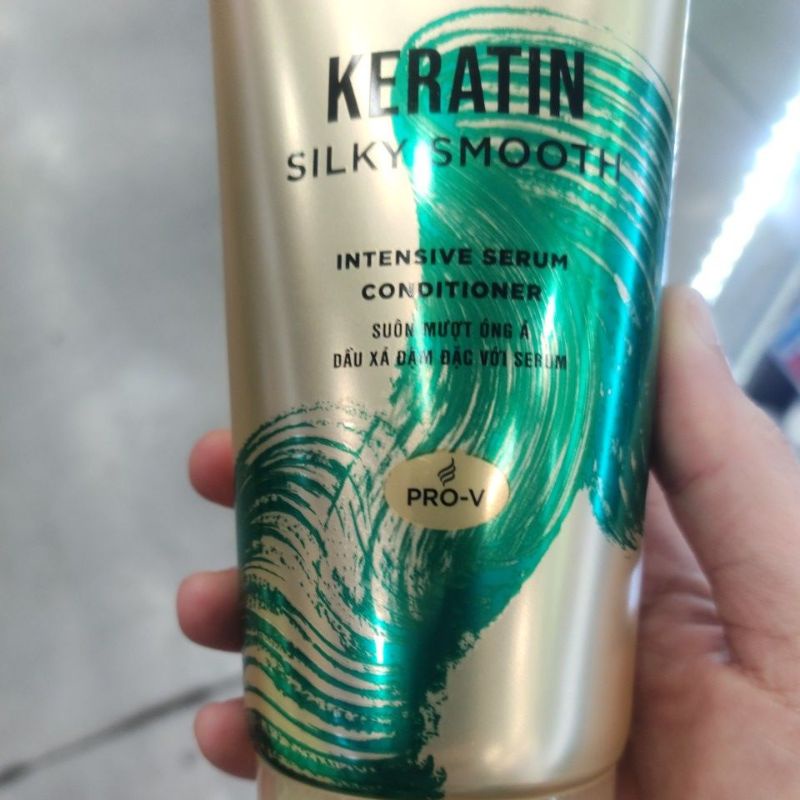 KERATIN
SILKY SMOOTH
INTENSIVE SERUM
CONDITIONER
SUÔN MƯỢT ÓNG Ả
DẦU XẢ ĐẬM ĐẶC VỚI SERUM
PRO-V